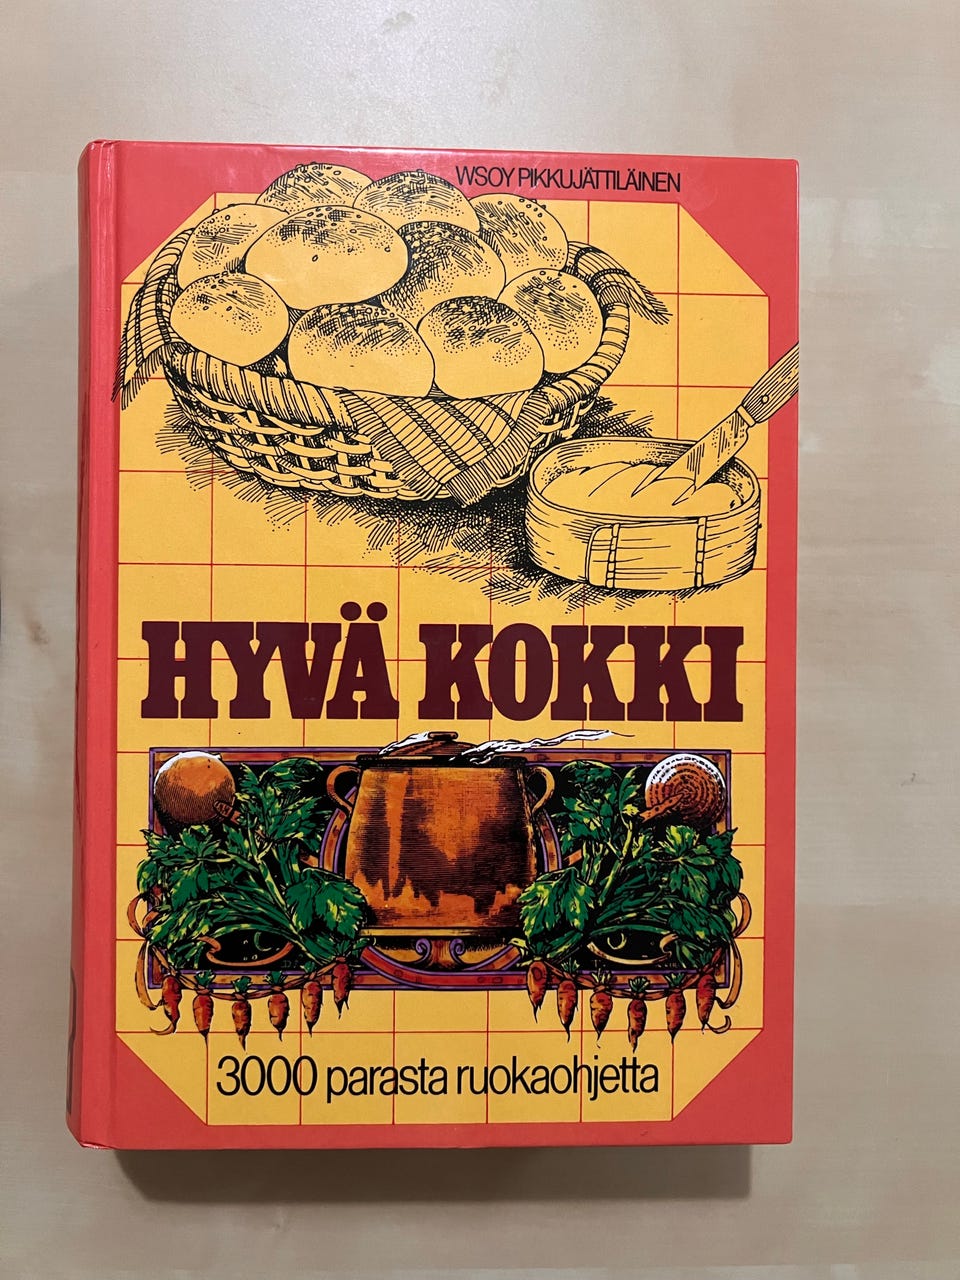 WSOY PIKKUJÄTTILÄINEN
HYVÄ KOKKI
3000 parasta ruokaohjetta